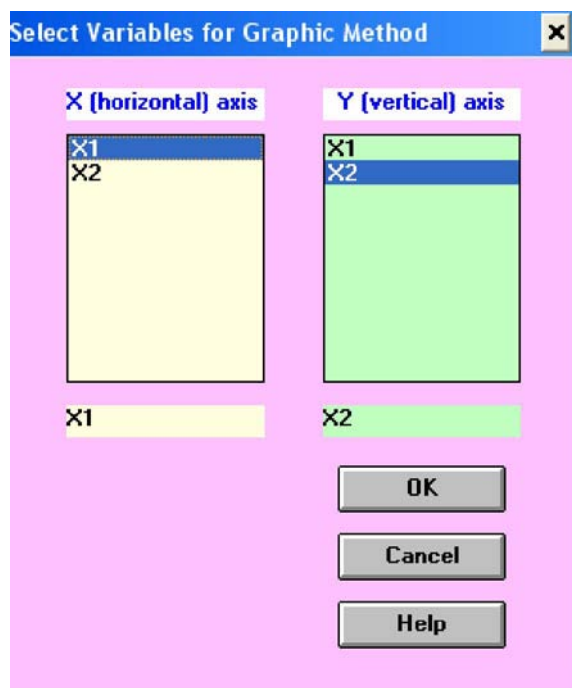 Select Variables for Graphic Method
X (horizontal) axis
Y (vertical) axis
X1
X2
X1
X2
X1
X2
OK
Cancel
Help